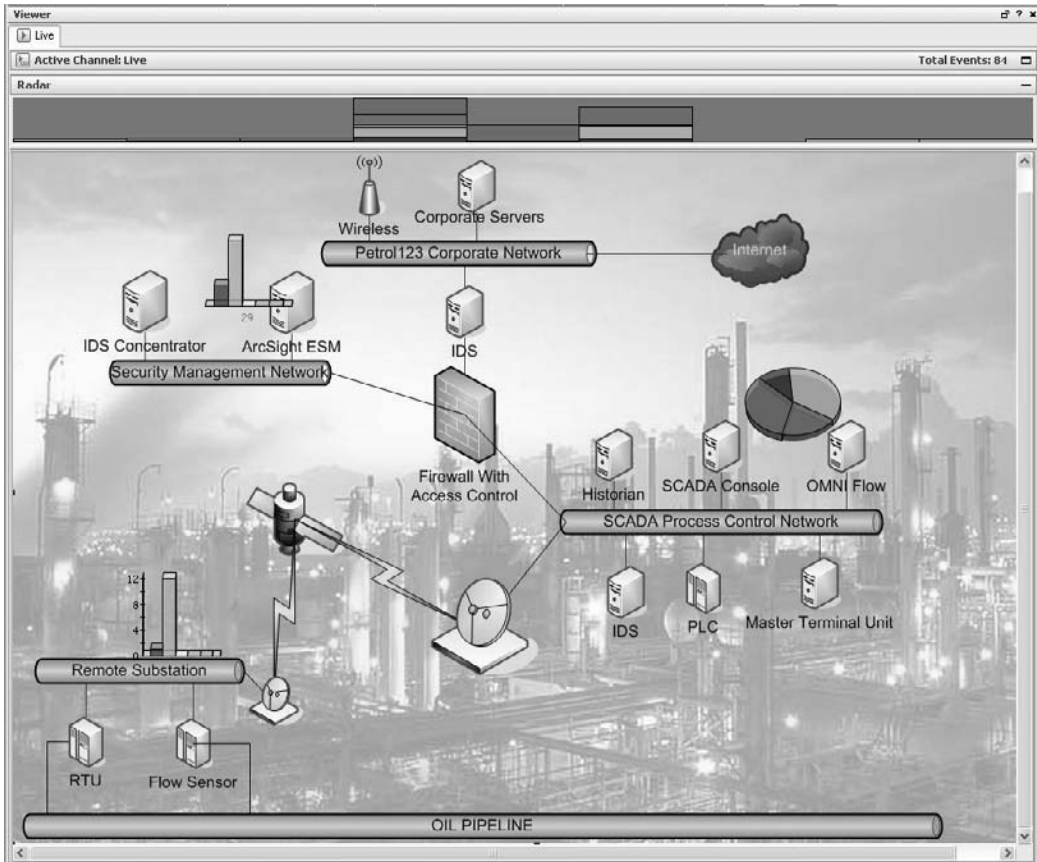 Viewer
Live
Active Channel: Live
Total Events: 84
Radar
Wireless
Corporate Servers
Petrol123 Corporate Network
Internet
29
IDS Concentrator
ArcSight ESM
IDS
Security Management Network
Firewall With
Access Control
Historian
SCADA Console
OMNI Flow
SCADA Process Control Network
12
8
4
0
IDS
PLC
Master Terminal Unit
Remote Substation
RTU
Flow Sensor
OIL PIPELINE